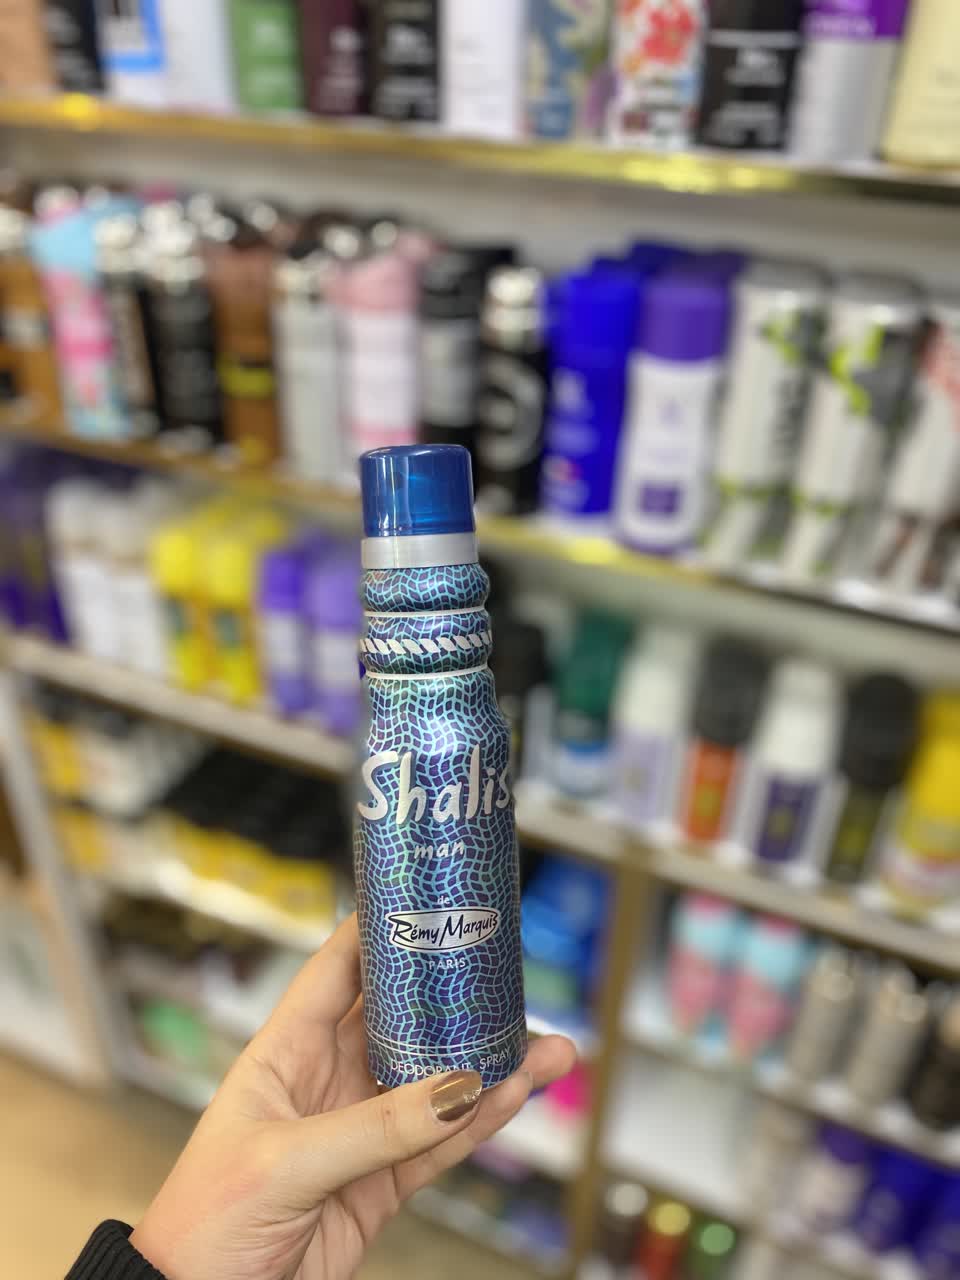 Shalis
man
de
Rémy Marquis
PARIS
DEODORANT SPRAY